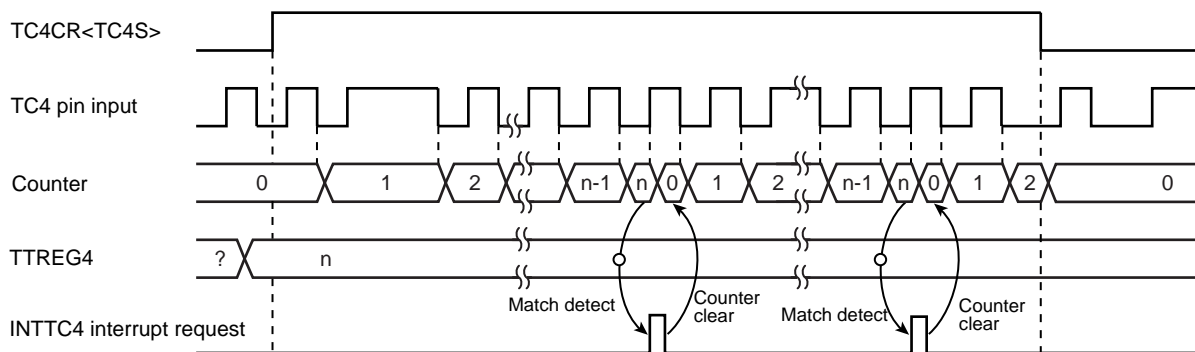 TC4CR<TC4S>
TC4 pin input
Counter 0 1 2 n-1 n 0 1 2 n-1 n 0 1 2 0
TTREG4 ? n
Match detect Counter clear Match detect Counter clear
INTTC4 interrupt request